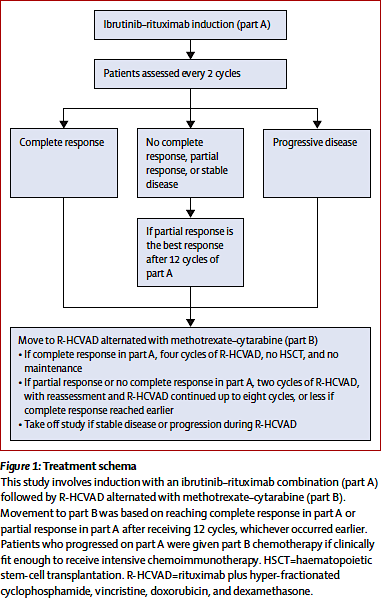 Ibrutinib–rituximab induction (part A)
Patients assessed every 2 cycles
Complete response
No complete
response, partial
response, or stable
disease
Progressive disease
If partial response is
the best response
after 12 cycles of
part A
Move to R-HCVAD alternated with methotrexate–cytarabine (part B)
• If complete response in part A, four cycles of R-HCVAD, no HSCT, and no
maintenance
• If partial response or no complete response in part A, two cycles of R-HCVAD,
with reassessment and R-HCVAD continued up to eight cycles, or less if
complete response reached earlier
• Take off study if stable disease or progression during R-HCVAD
Figure 1: Treatment schema
This study involves induction with an ibrutinib–rituximab combination (part A)
followed by R-HCVAD alternated with methotrexate–cytarabine (part B).
Movement to part B was based on reaching complete response in part A or
partial response in part A after receiving 12 cycles, whichever occurred earlier.
Patients who progressed on part A were given part B chemotherapy if clinically
fit enough to receive intensive chemoimmunotherapy. HSCT=haematopoietic
stem-cell transplantation. R-HCVAD=rituximab plus hyper-fractionated
cyclophosphamide, vincristine, doxorubicin, and dexamethasone.